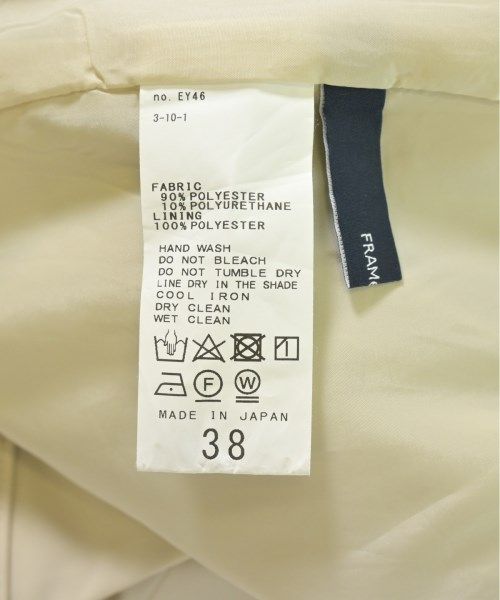 no. EY46
3-10-1
FABRIC
90% POLYESTER
10% POLYURETHANE
LINING
100% POLYESTER
HAND WASH
DO NOT BLEACH
DO NOT TUMBLE DRY
LINE DRY IN THE SHADE
COOL IRON
DRY CLEAN
WET CLEAN
F
W
MADE IN JAPAN
38
FRAM